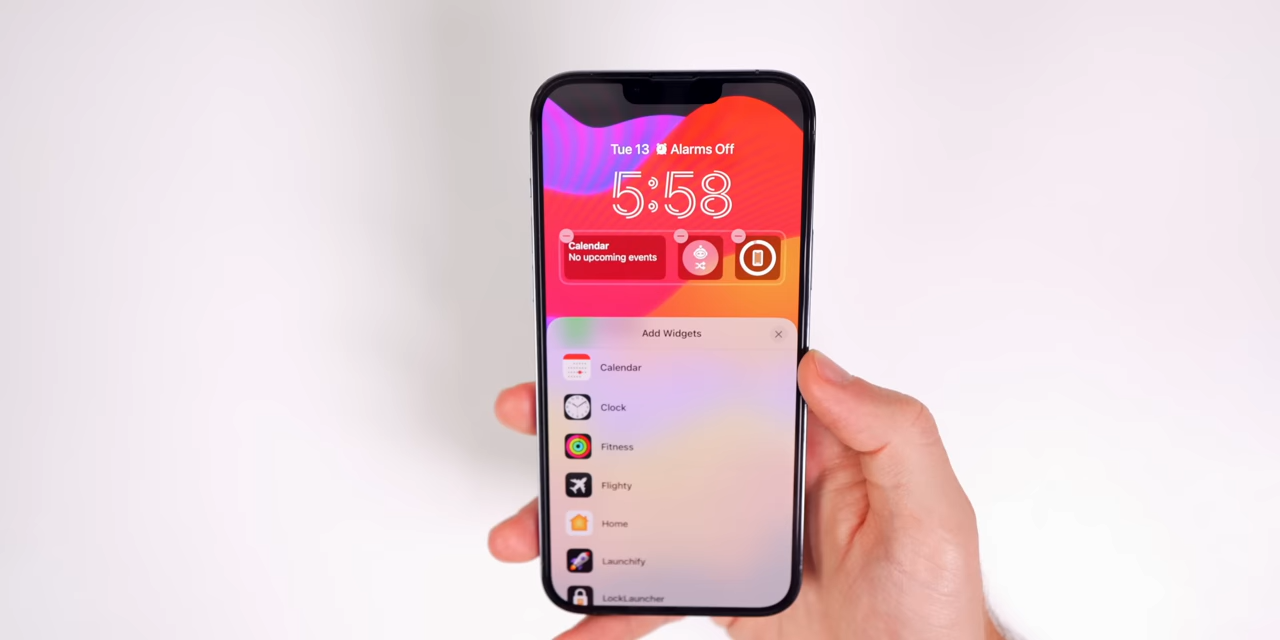 Tue 13 Alarms Off
5:58
Calendar
No upcoming events
Add Widgets
Calendar
Clock
Fitness
Flighty
Home
Launchify
LockLauncher